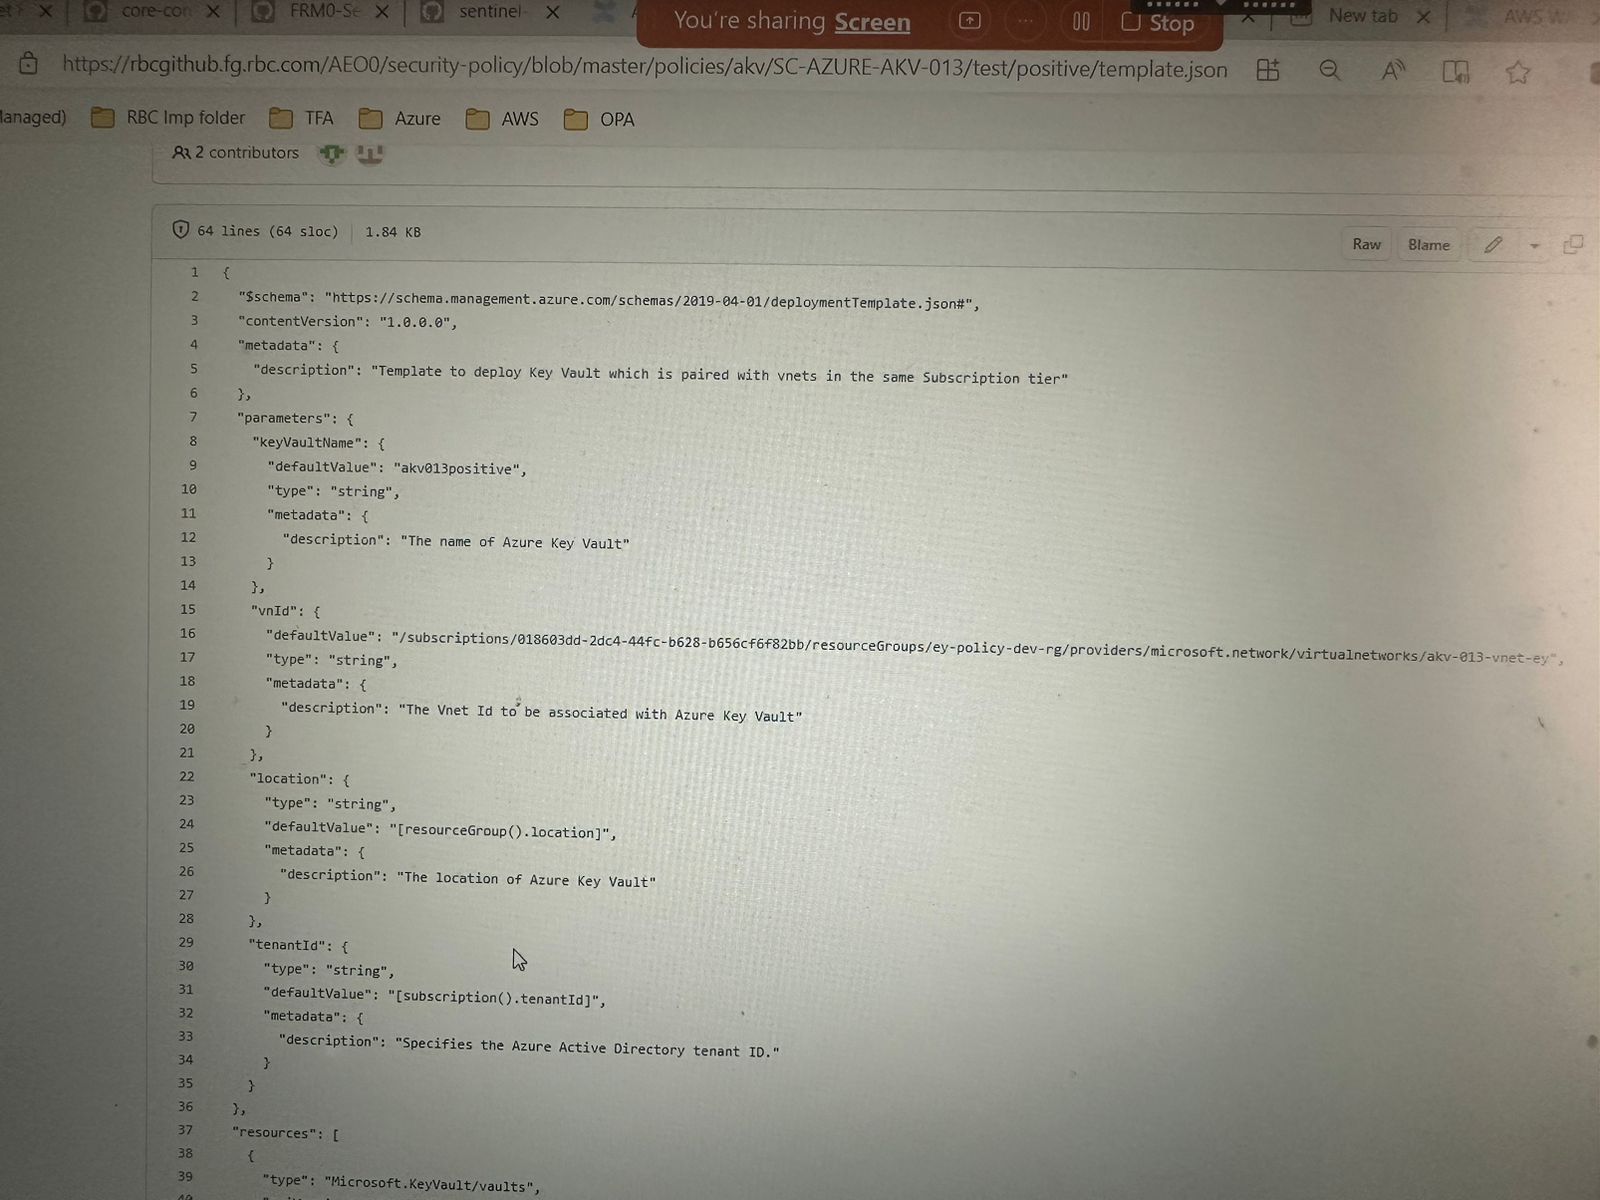 core-con
FRM0-Se
sentinel-
You're sharing Screen
Stop
New tab
AWS W
https://rbcgithub.fg.rbc.com/AEO0/security-policy/blob/master/policies/akv/SC-AZURE-AKV-013/test/positive/template.json
Managed)
RBC Imp folder
TFA
Azure
AWS
OPA
2 contributors
64 lines (64 sloc) 1.84 KB
Raw Blame
1 {
2 "$schema": "https://schema.management.azure.com/schemas/2019-04-01/deploymentTemplate.json#",
3 "contentVersion": "1.0.0.0",
4 "metadata": {
5 "description": "Template to deploy Key Vault which is paired with vnets in the same Subscription tier"
6 },
7 "parameters": {
8 "keyVaultName": {
9 "defaultValue": "akv013positive",
10 "type": "string",
11 "metadata": {
12 "description": "The name of Azure Key Vault"
13 }
14 },
15 "vnId": {
16 "defaultValue": "/subscriptions/018603dd-2dc4-44fc-b628-b656cf6f82bb/resourceGroups/ey-policy-dev-rg/providers/microsoft.network/virtualnetworks/akv-013-vnet-ey",
17 "type": "string",
18 "metadata": {
19 "description": "The Vnet Id to be associated with Azure Key Vault"
20 }
21 },
22 "location": {
23 "type": "string",
24 "defaultValue": "[resourceGroup().location]",
25 "metadata": {
26 "description": "The location of Azure Key Vault"
27 }
28 },
29 "tenantId": {
30 "type": "string",
31 "defaultValue": "[subscription().tenantId]",
32 "metadata": {
33 "description": "Specifies the Azure Active Directory tenant ID."
34 }
35 }
36 },
37 "resources": [
38 {
39 "type": "Microsoft.KeyVault/vaults",